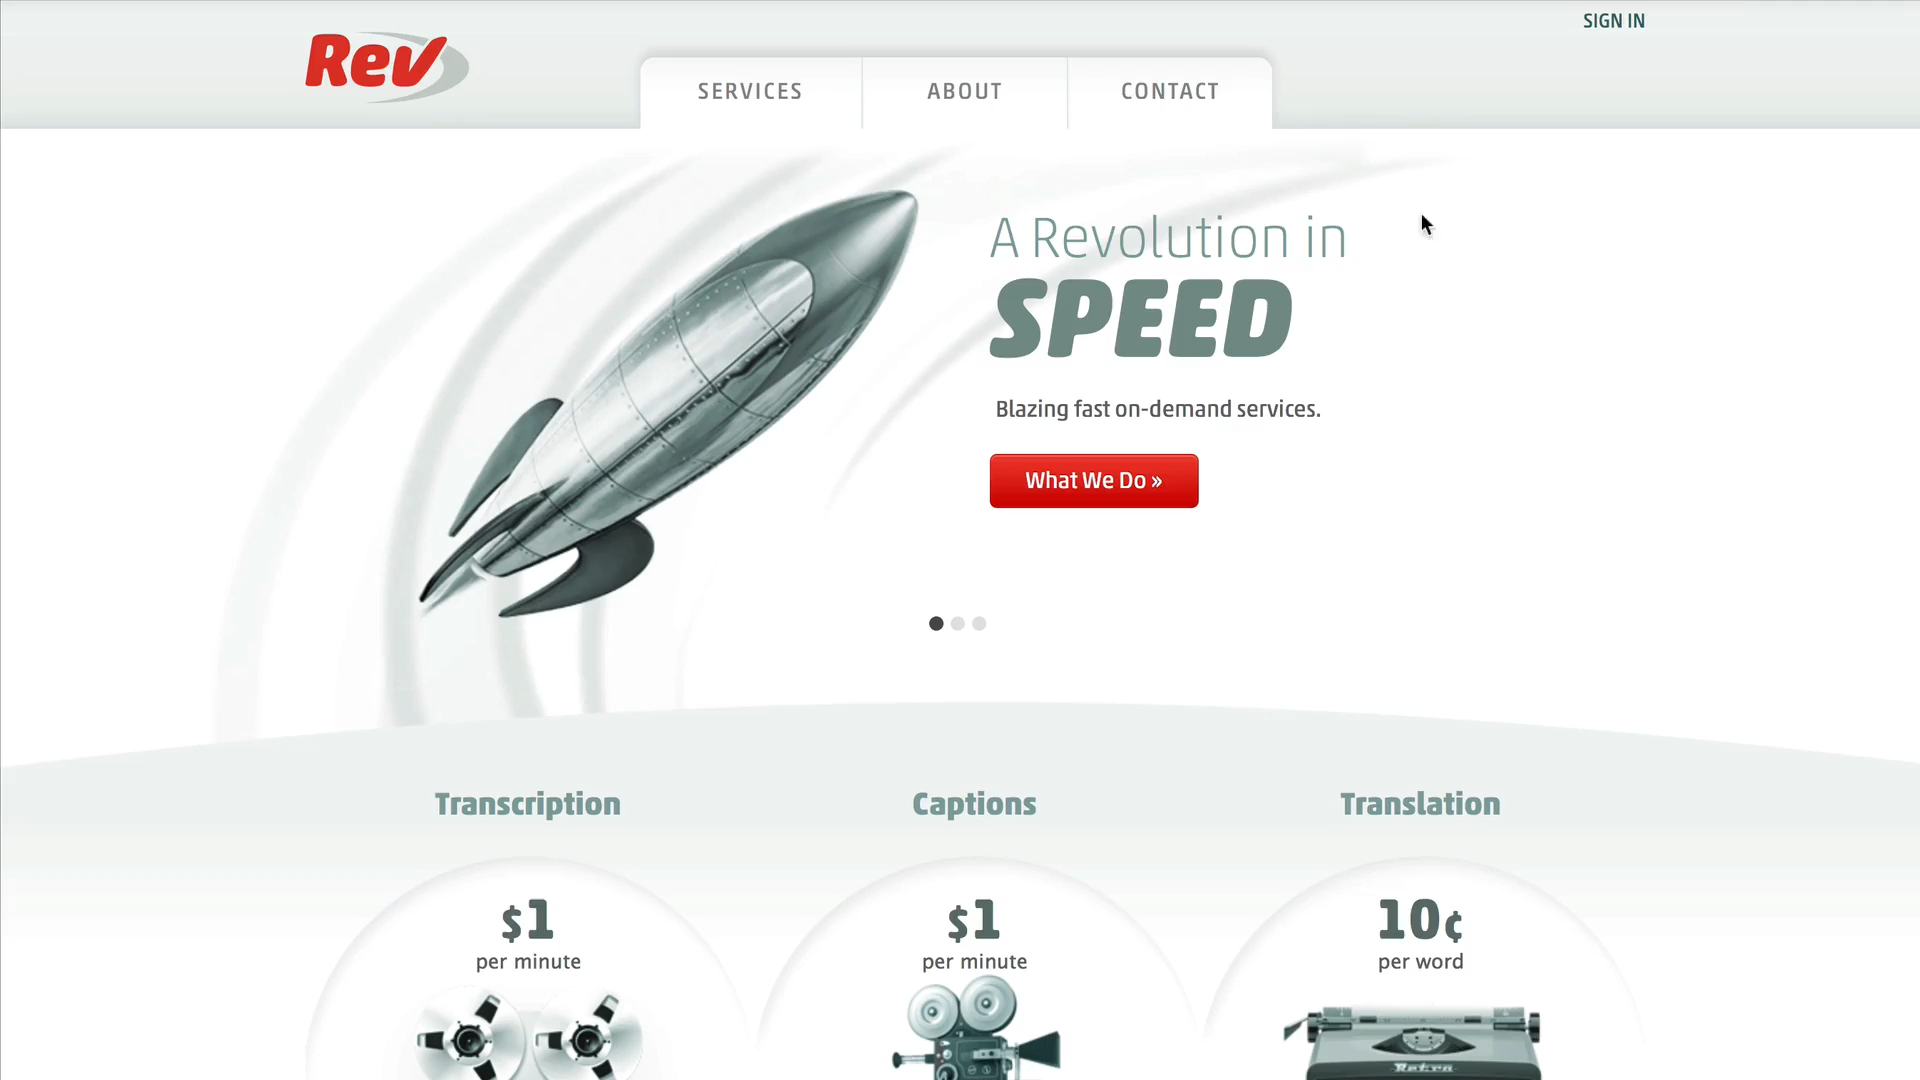 Rev
SIGN IN
SERVICES
ABOUT
CONTACT
A Revolution in
SPEED
Blazing fast on-demand services.
What We Do »
Transcription
Captions
Translation
$1
per minute
$1
per minute
10¢
per word
Retro